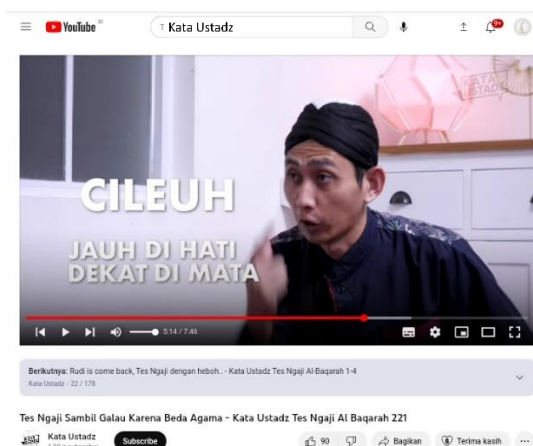 YouTube
Kata Ustadz
9+
KATA
USTADZ
CILEUH
JAUH DI HATI
DEKAT DI MATA
5:14 / 7:46
Berikutnya: Rudi is come back, Tes Ngaji dengan heboh.. - Kata Ustadz Tes Ngaji Al-Baqarah 1-4
Kata Ustadz - 22 / 178
Tes Ngaji Sambil Galau Karena Beda Agama - Kata Ustadz Tes Ngaji Al Baqarah 221
Kata Ustadz
Subscribe
90
Bagikan
Terima kasih